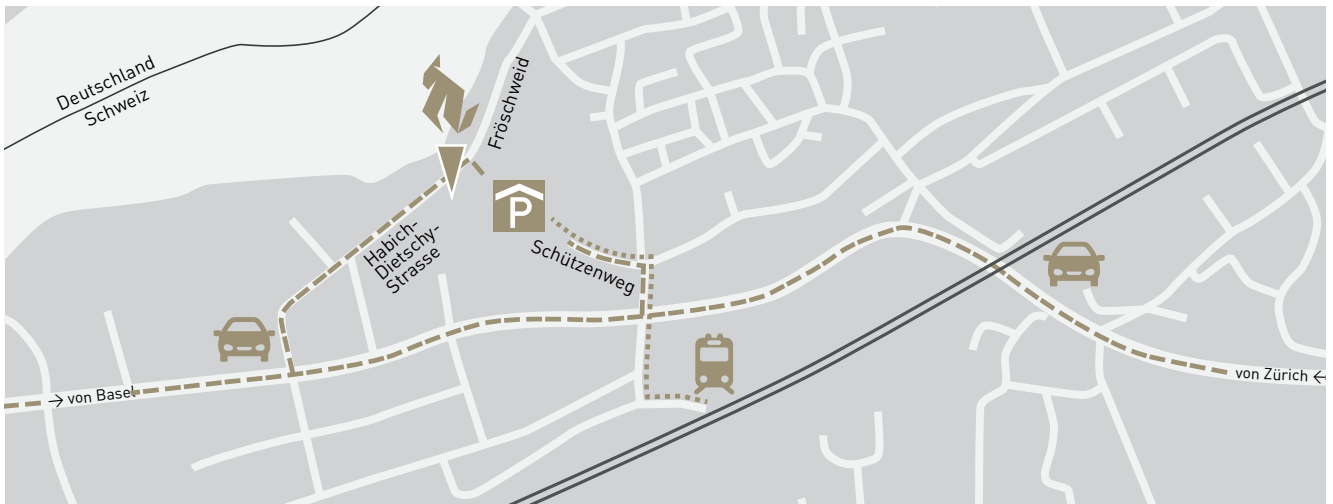 Deutschland
Schweiz
Fröschweid
P
Habich-
Dietschy-
Strasse
Schützenweg
→ von Basel
von Zürich ←